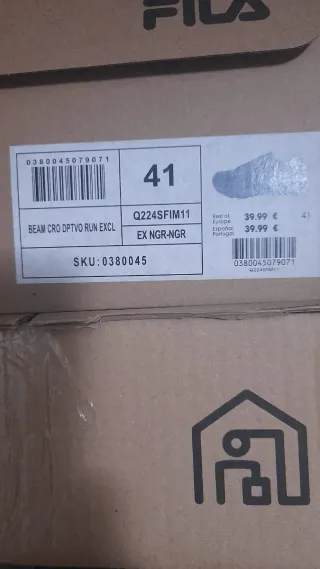 FILA
0380045079071
41
BEAM CRO DPTVO RUN EXCL
Q224SFIM11
EX NGR-NGR
SKU:0380045
Rest of Europe 39.99 € 41
España/Portugal 39.99 €
0380045079071
Q224SFIM11